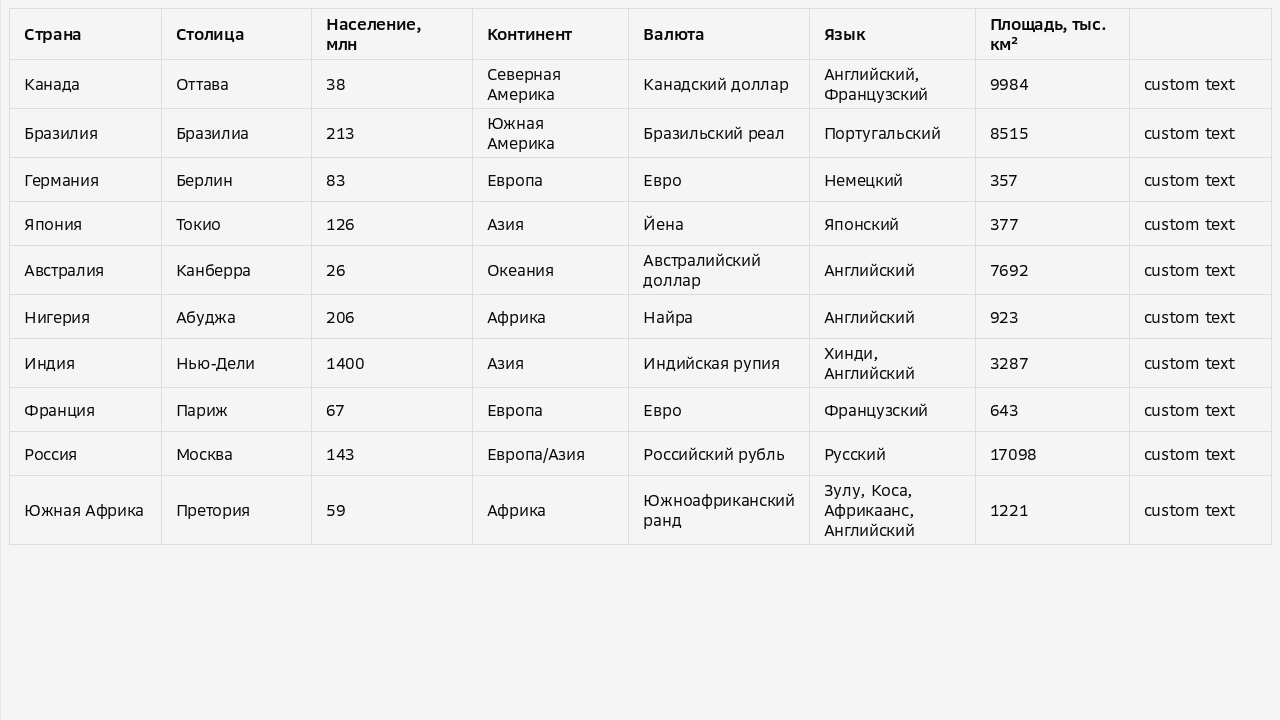 Страна Столица Население, млн Континент Валюта Язык Площадь, тыс. км²
Канада Оттава 38 Северная Америка Канадский доллар Английский, Французский 9984 custom text
Бразилия Бразилиа 213 Южная Америка Бразильский реал Португальский 8515 custom text
Германия Берлин 83 Европа Евро Немецкий 357 custom text
Япония Токио 126 Азия Йена Японский 377 custom text
Австралия Канберра 26 Океания Австралийский доллар Английский 7692 custom text
Нигерия Абуджа 206 Африка Найра Английский 923 custom text
Индия Нью-Дели 1400 Азия Индийская рупия Хинди, Английский 3287 custom text
Франция Париж 67 Европа Евро Французский 643 custom text
Россия Москва 143 Европа/Азия Российский рубль Русский 17098 custom text
Южная Африка Претория 59 Африка Южноафриканский ранд Зулу, Коса, Африкаанс, Английский 1221 custom text